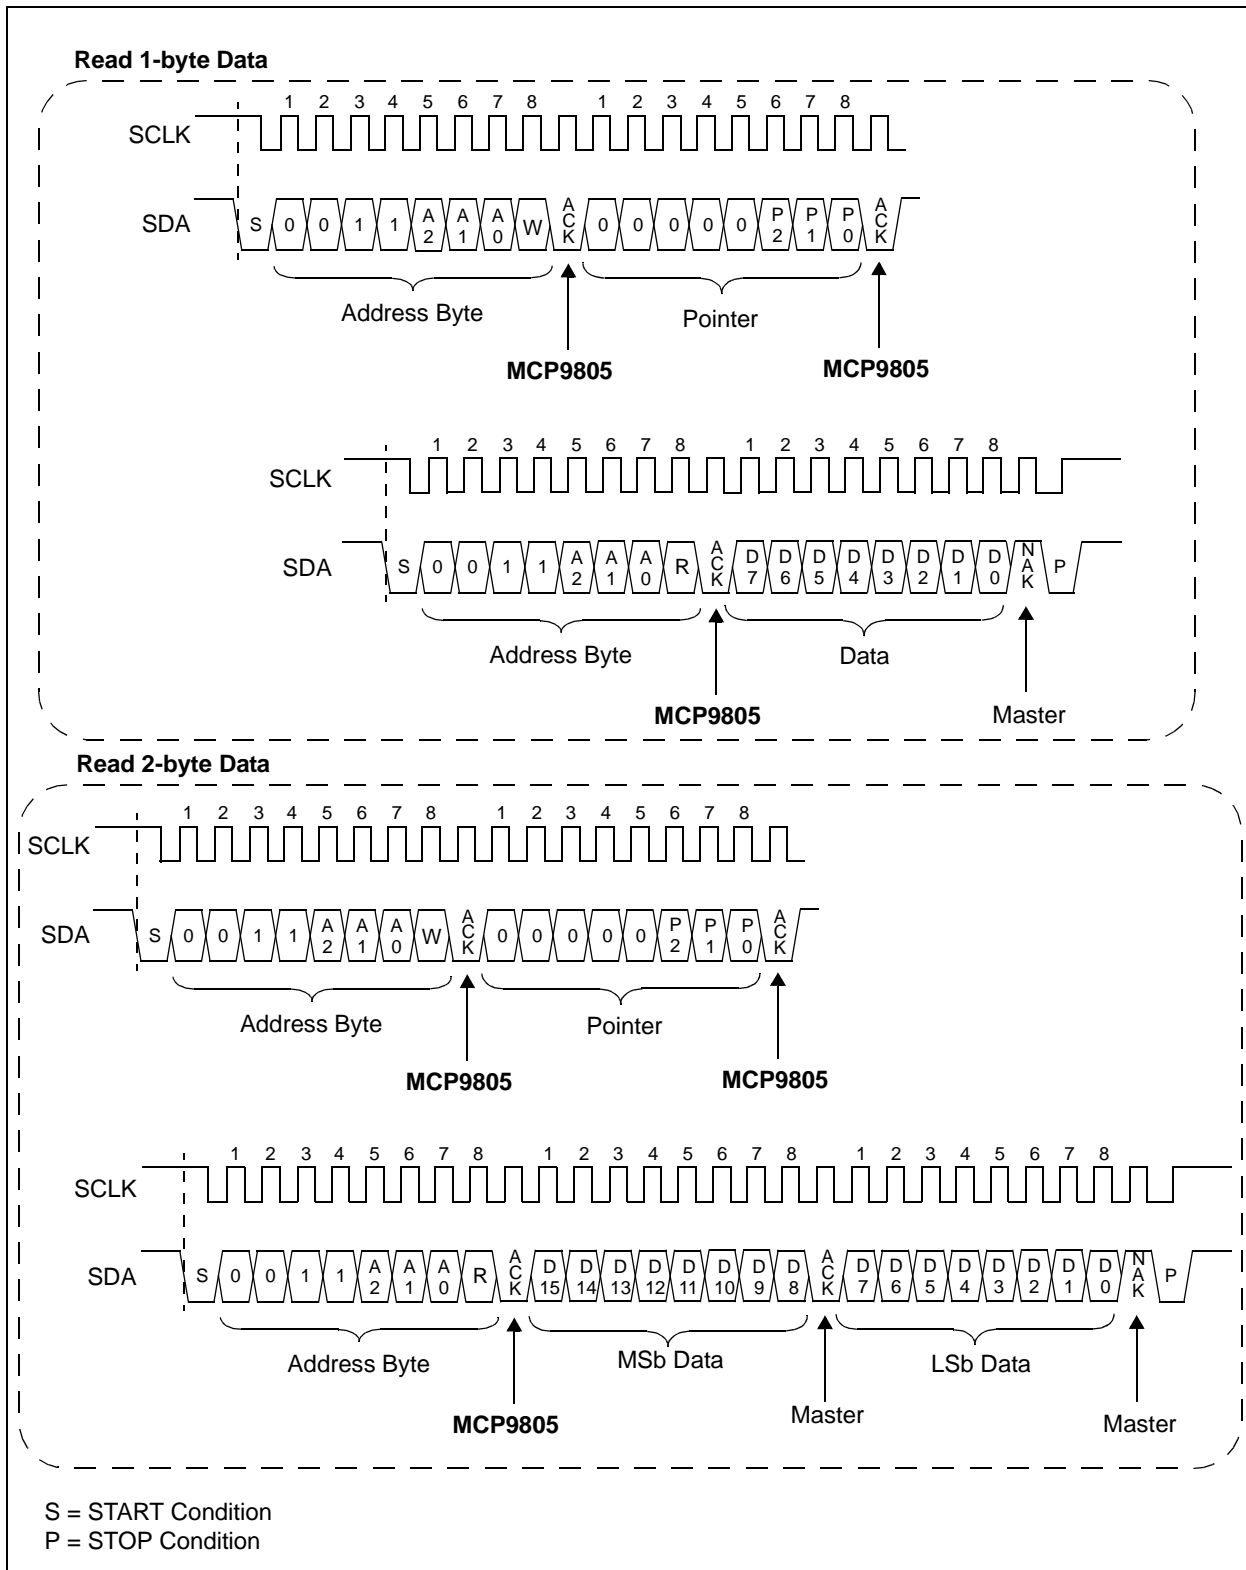 Read 1-byte Data
1 2 3 4 5 6 7 8 1 2 3 4 5 6 7 8
SCLK
SDA S 0 0 1 1 A2 A1 A0 W ACK 0 0 0 0 0 P2 P1 P0 ACK
Address Byte Pointer
MCP9805 MCP9805
1 2 3 4 5 6 7 8 1 2 3 4 5 6 7 8
SCLK
SDA S 0 0 1 1 A2 A1 A0 R ACK D7 D6 D5 D4 D3 D2 D1 D0 NAK P
Address Byte Data
MCP9805 Master
Read 2-byte Data
1 2 3 4 5 6 7 8 1 2 3 4 5 6 7 8
SCLK
SDA S 0 0 1 1 A2 A1 A0 W ACK 0 0 0 0 0 P2 P1 P0 ACK
Address Byte Pointer
MCP9805 MCP9805
1 2 3 4 5 6 7 8 1 2 3 4 5 6 7 8 1 2 3 4 5 6 7 8
SCLK
SDA S 0 0 1 1 A2 A1 A0 R ACK D15 D14 D13 D12 D11 D10 D9 D8 ACK D7 D6 D5 D4 D3 D2 D1 D0 NAK P
Address Byte MSb Data LSb Data
MCP9805 Master Master
S = START Condition
P = STOP Condition